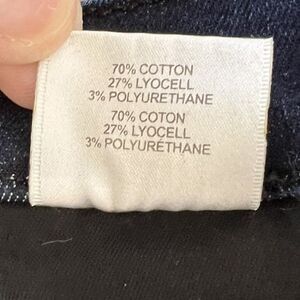 70% COTTON
27% LYOCELL
3% POLYURETHANE
70% COTON
27% LYOCELL
3% POLYURÉTHANE